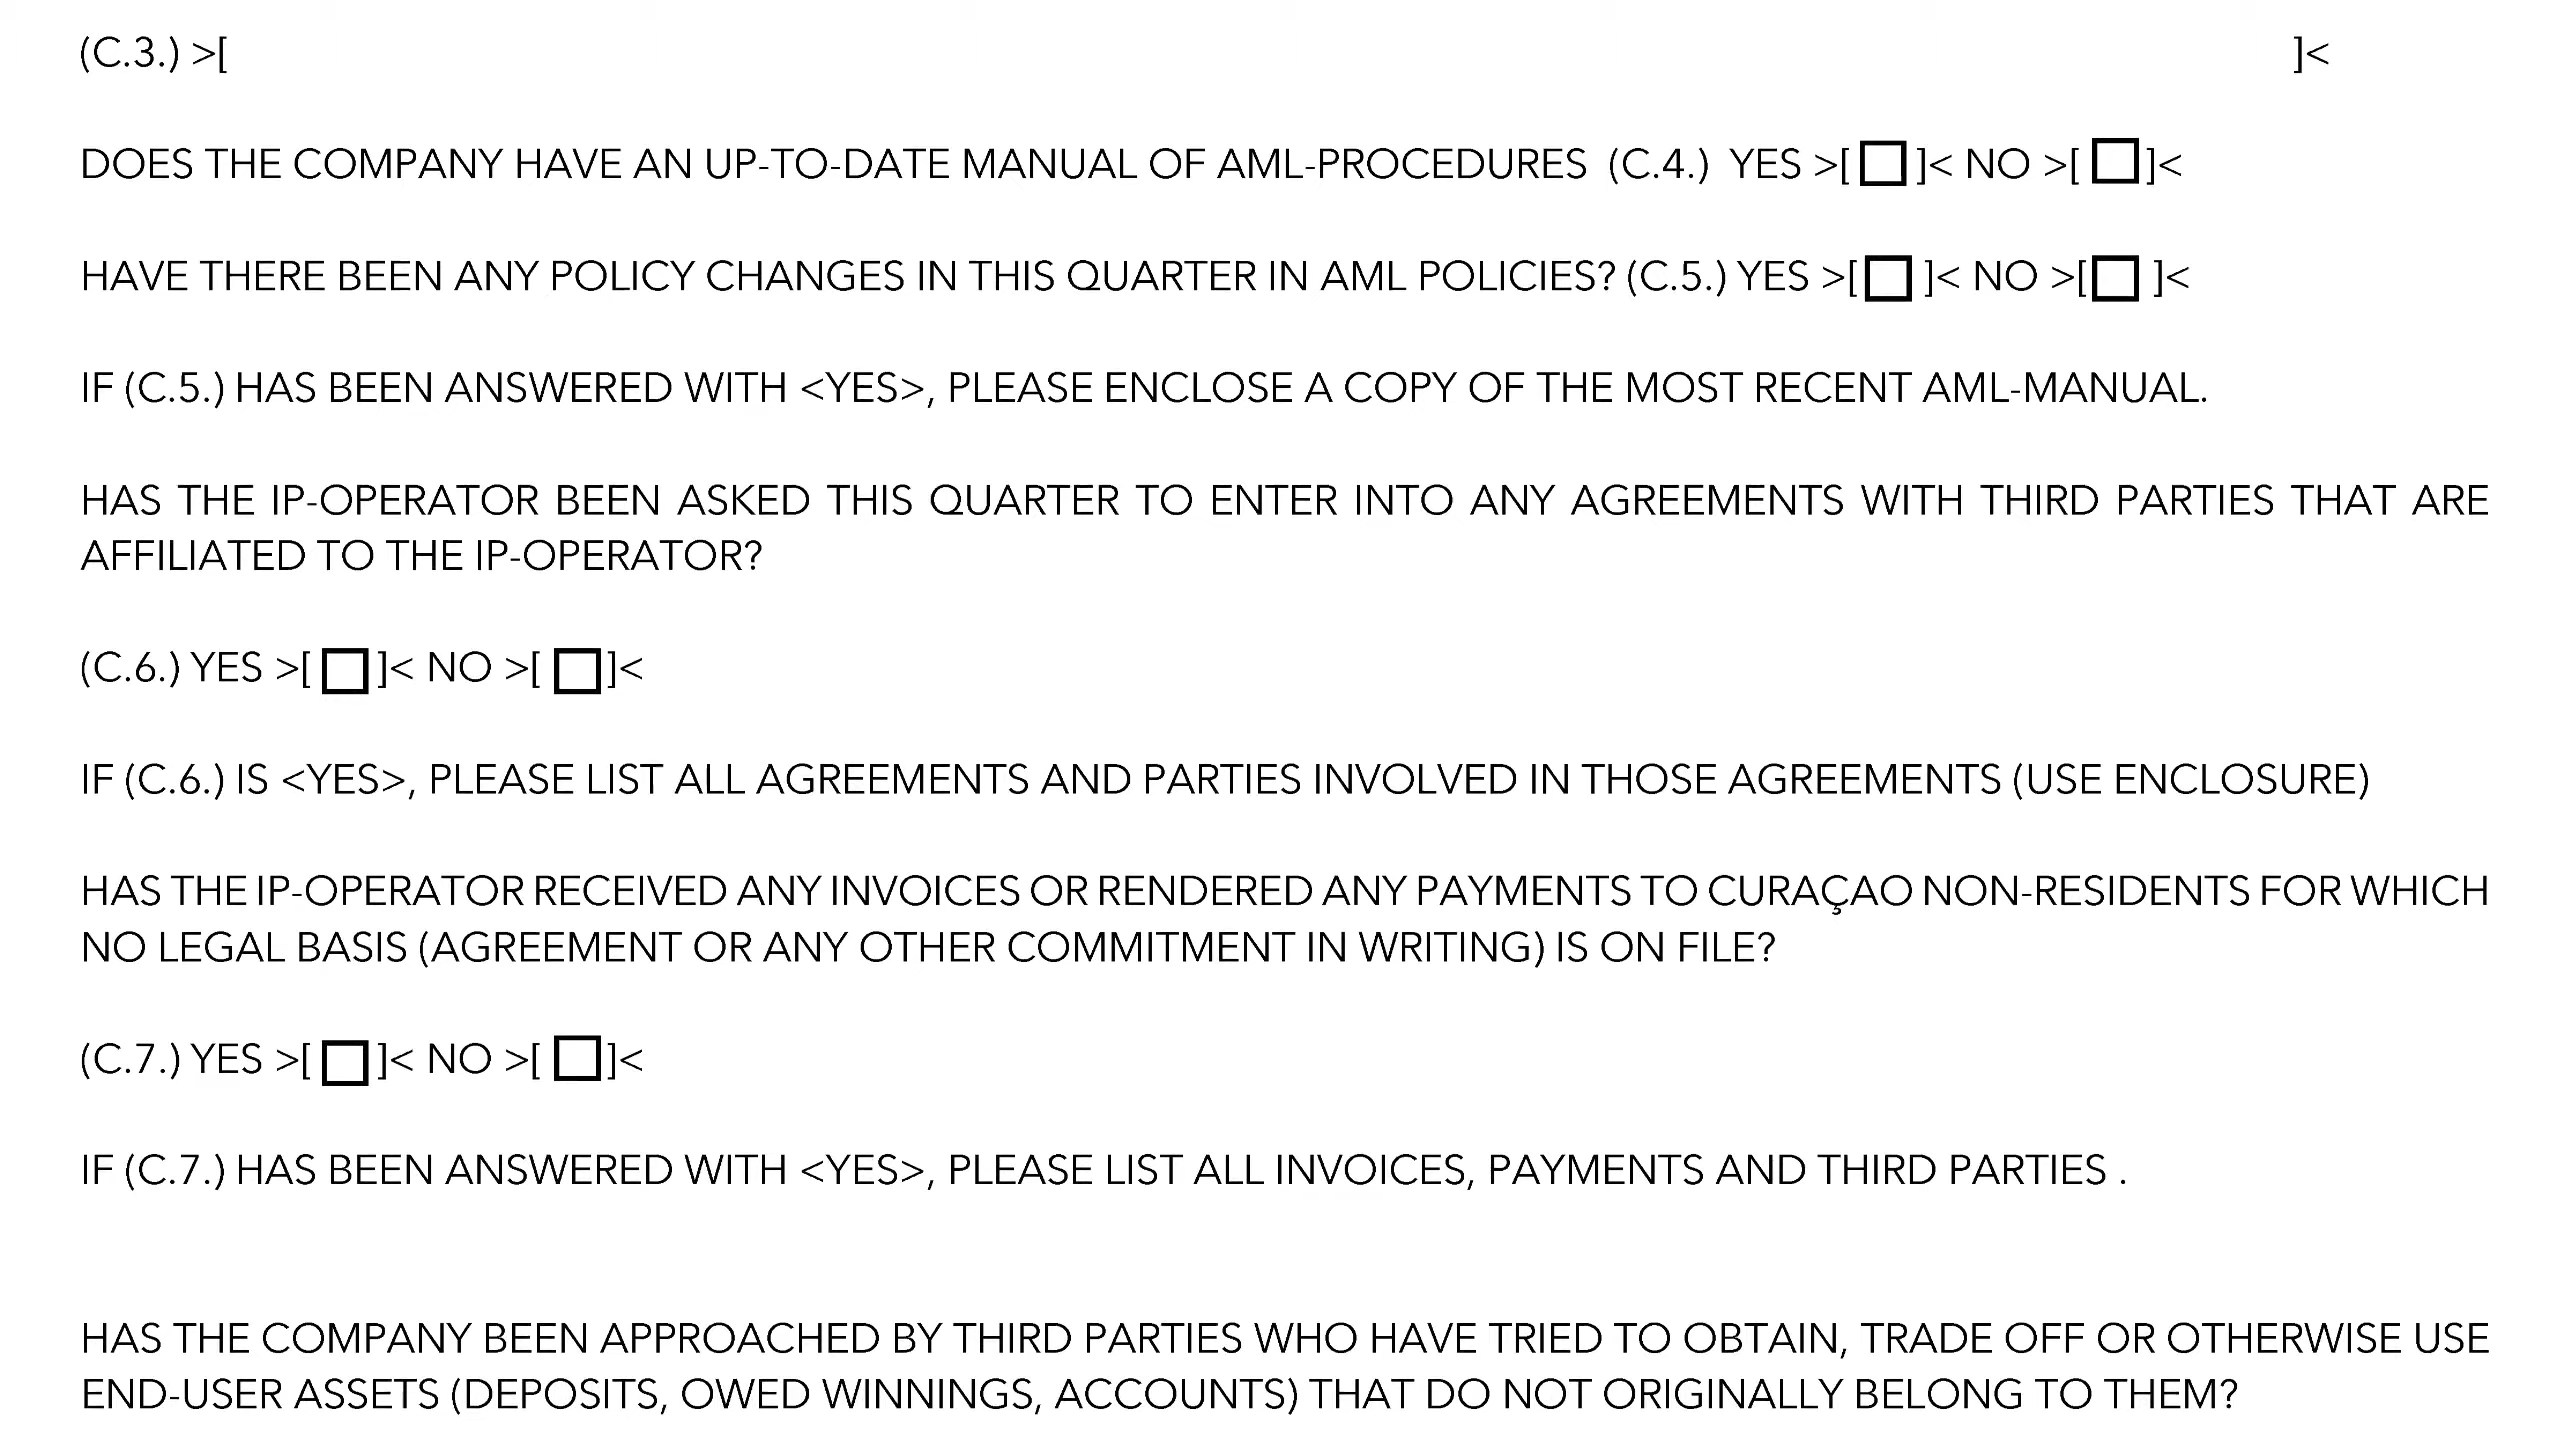 (C.3.) >[ ]<
DOES THE COMPANY HAVE AN UP-TO-DATE MANUAL OF AML-PROCEDURES (C.4.) YES >[☐]< NO >[☐]<
HAVE THERE BEEN ANY POLICY CHANGES IN THIS QUARTER IN AML POLICIES? (C.5.) YES >[☐]< NO >[☐]<
IF (C.5.) HAS BEEN ANSWERED WITH <YES>, PLEASE ENCLOSE A COPY OF THE MOST RECENT AML-MANUAL.
HAS THE IP-OPERATOR BEEN ASKED THIS QUARTER TO ENTER INTO ANY AGREEMENTS WITH THIRD PARTIES THAT ARE
AFFILIATED TO THE IP-OPERATOR?
(C.6.) YES >[☐]< NO >[☐]<
IF (C.6.) IS <YES>, PLEASE LIST ALL AGREEMENTS AND PARTIES INVOLVED IN THOSE AGREEMENTS (USE ENCLOSURE)
HAS THE IP-OPERATOR RECEIVED ANY INVOICES OR RENDERED ANY PAYMENTS TO CURAÇAO NON-RESIDENTS FOR WHICH
NO LEGAL BASIS (AGREEMENT OR ANY OTHER COMMITMENT IN WRITING) IS ON FILE?
(C.7.) YES >[☐]< NO >[☐]<
IF (C.7.) HAS BEEN ANSWERED WITH <YES>, PLEASE LIST ALL INVOICES, PAYMENTS AND THIRD PARTIES .
HAS THE COMPANY BEEN APPROACHED BY THIRD PARTIES WHO HAVE TRIED TO OBTAIN, TRADE OFF OR OTHERWISE USE
END-USER ASSETS (DEPOSITS, OWED WINNINGS, ACCOUNTS) THAT DO NOT ORIGINALLY BELONG TO THEM?